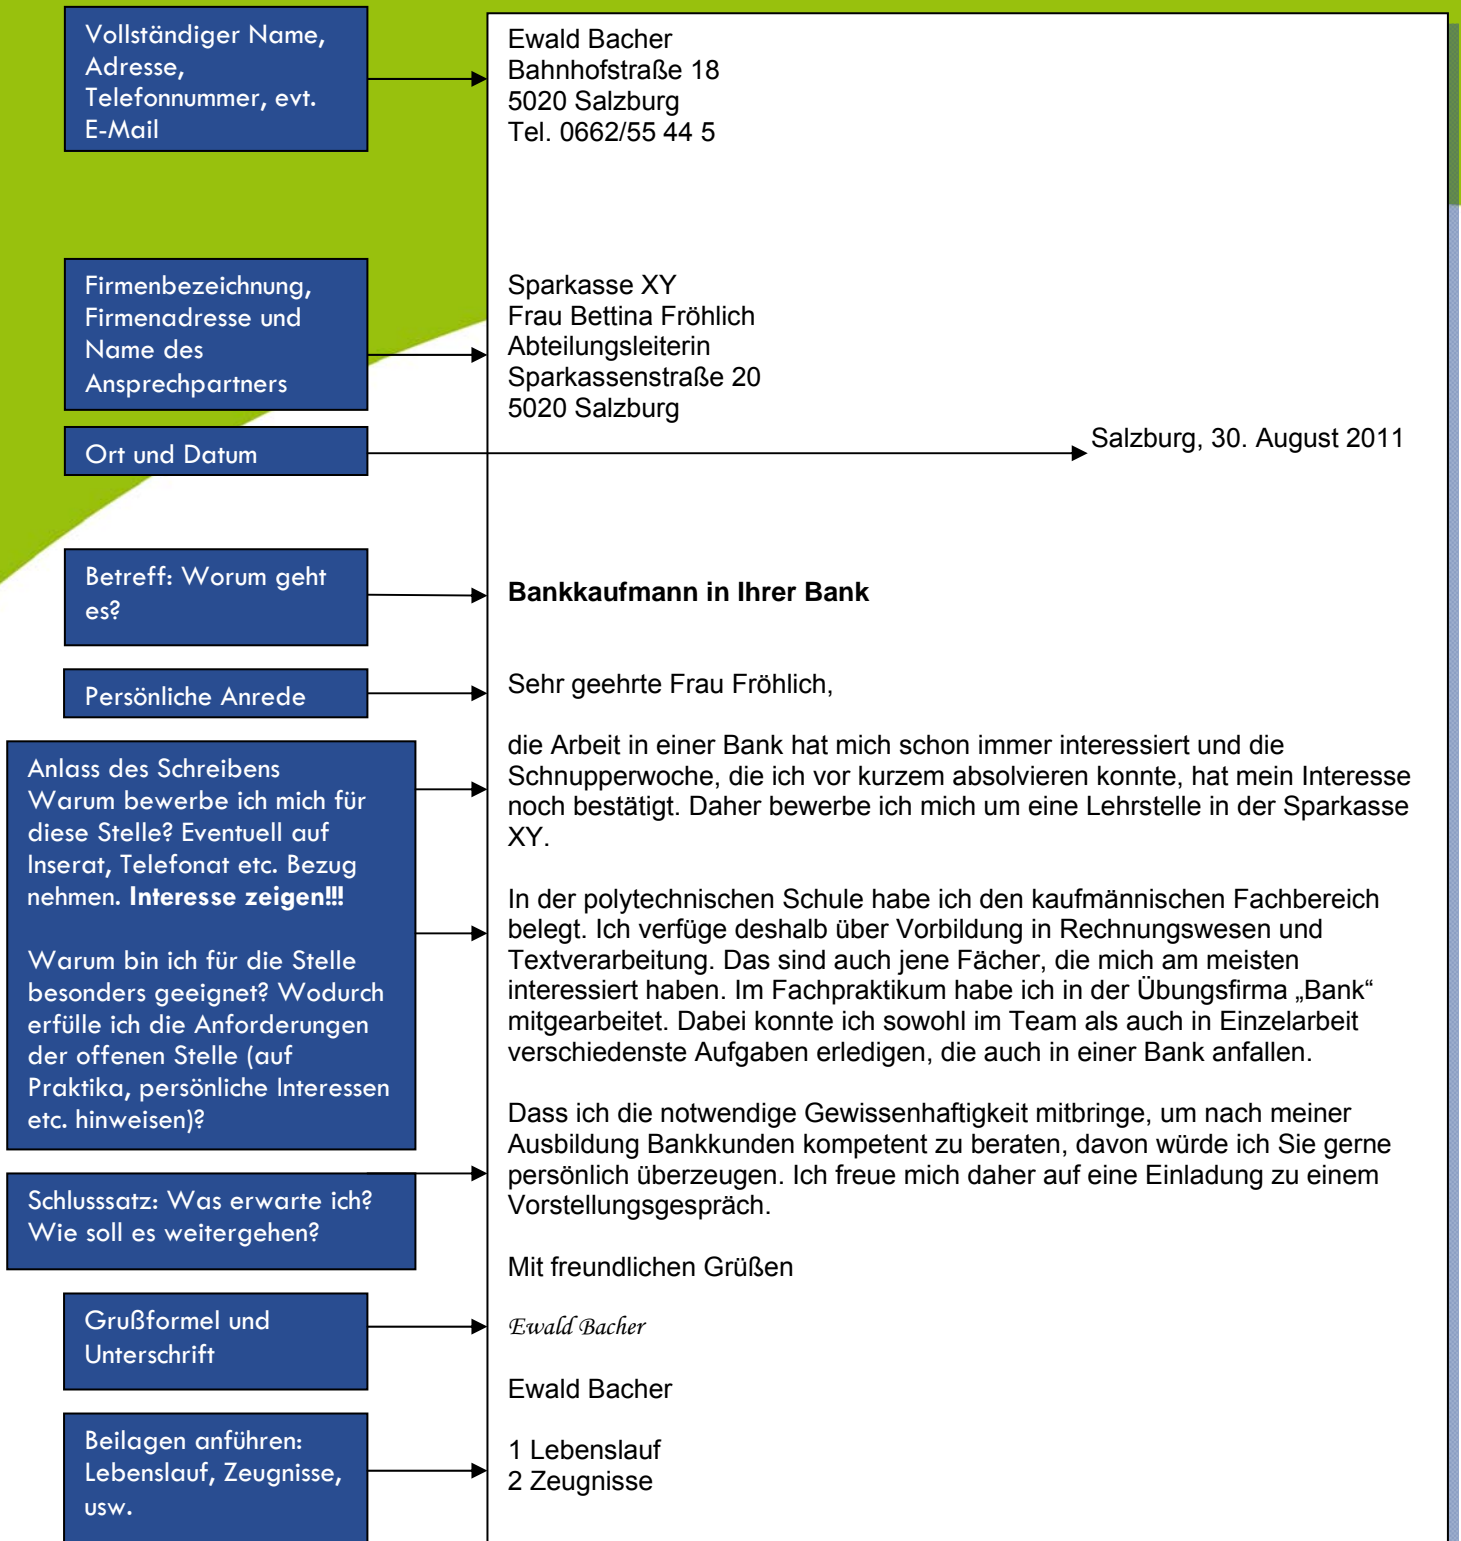 Vollständiger Name,
Adresse,
Telefonnummer, evt.
E-Mail
Ewald Bacher
Bahnhofstraße 18
5020 Salzburg
Tel. 0662/55 44 5
Firmenbezeichnung,
Firmenadresse und
Name des
Ansprechpartners
Sparkasse XY
Frau Bettina Fröhlich
Abteilungsleiterin
Sparkassenstraße 20
5020 Salzburg
Ort und Datum
Salzburg, 30. August 2011
Betreff: Worum geht
es?
Bankkaufmann in Ihrer Bank
Persönliche Anrede
Sehr geehrte Frau Fröhlich,
Anlass des Schreibens
Warum bewerbe ich mich für
diese Stelle? Eventuell auf
Inserat, Telefonat etc. Bezug
nehmen. Interesse zeigen!!!
Warum bin ich für die Stelle
besonders geeignet? Wodurch
erfülle ich die Anforderungen
der offenen Stelle (auf
Praktika, persönliche Interessen
etc. hinweisen)?
die Arbeit in einer Bank hat mich schon immer interessiert und die
Schnupperwoche, die ich vor kurzem absolvieren konnte, hat mein Interesse
noch bestätigt. Daher bewerbe ich mich um eine Lehrstelle in der Sparkasse
XY.
In der polytechnischen Schule habe ich den kaufmännischen Fachbereich
belegt. Ich verfüge deshalb über Vorbildung in Rechnungswesen und
Textverarbeitung. Das sind auch jene Fächer, die mich am meisten
interessiert haben. Im Fachpraktikum habe ich in der Übungsfirma „Bank“
mitgearbeitet. Dabei konnte ich sowohl im Team als auch in Einzelarbeit
verschiedenste Aufgaben erledigen, die auch in einer Bank anfallen.
Schlusssatz: Was erwarte ich?
Wie soll es weitergehen?
Dass ich die notwendige Gewissenhaftigkeit mitbringe, um nach meiner
Ausbildung Bankkunden kompetent zu beraten, davon würde ich Sie gerne
persönlich überzeugen. Ich freue mich daher auf eine Einladung zu einem
Vorstellungsgespräch.
Grußformel und
Unterschrift
Mit freundlichen Grüßen
Ewald Bacher
Ewald Bacher
Beilagen anführen:
Lebenslauf, Zeugnisse,
usw.
1 Lebenslauf
2 Zeugnisse